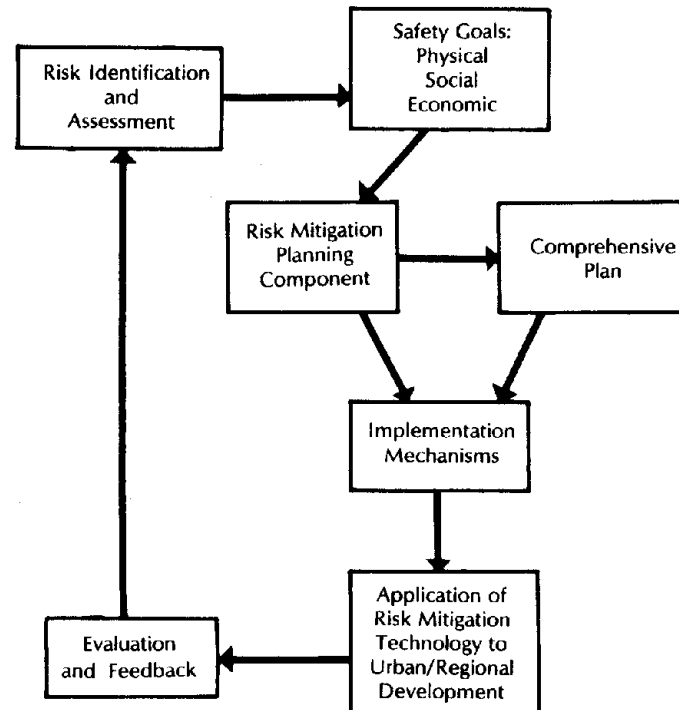 Risk Identification
and
Assessment
Safety Goals:
Physical
Social
Economic
Risk Mitigation
Planning
Component
Comprehensive
Plan
Implementation
Mechanisms
Application of
Risk Mitigation
Technology to
Urban/Regional
Development
Evaluation
and Feedback